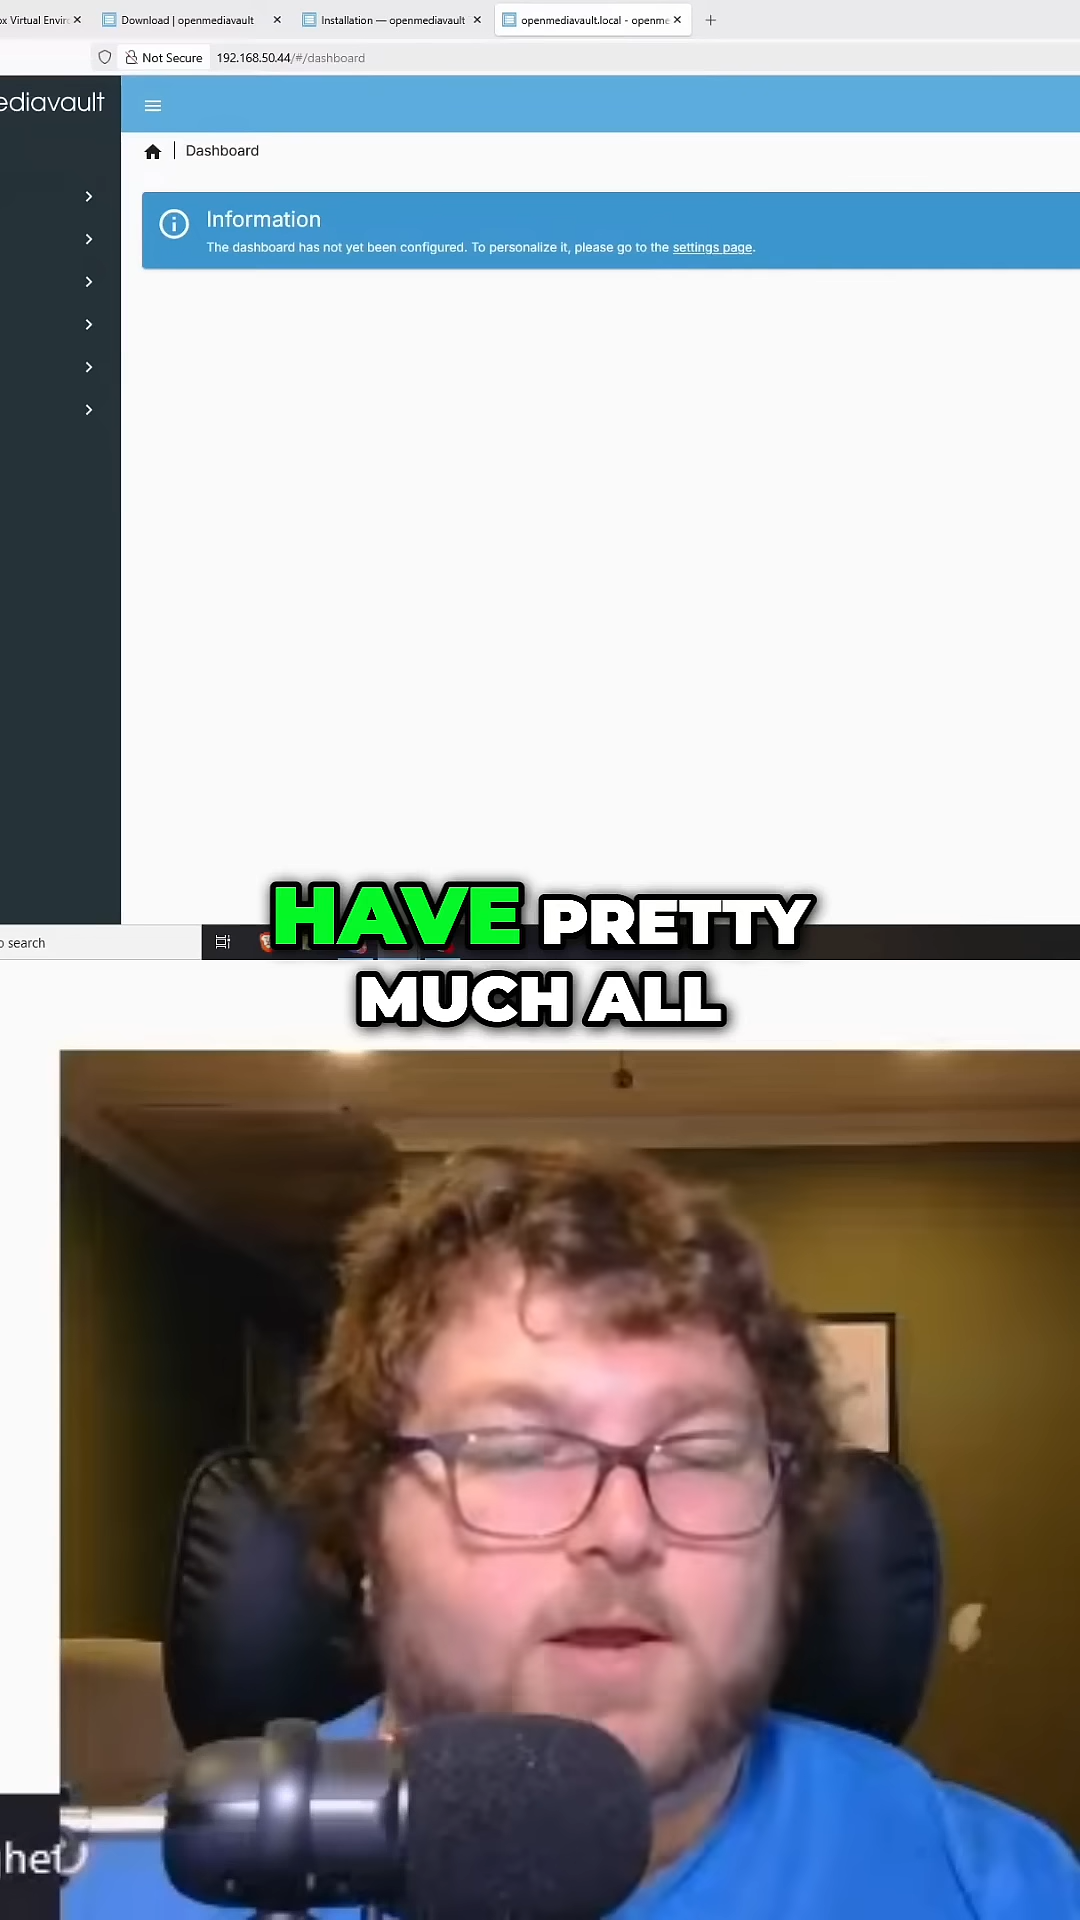 ox Virtual Envir
Download | openmediavault
Installation — openmediavault
openmediavault.local - openme
Not Secure
192.168.50.44/#/dashboard
ediavault
Dashboard
Information
The dashboard has not yet been configured. To personalize it, please go to the settings page.
HAVE PRETTY
MUCH ALL
o search
het